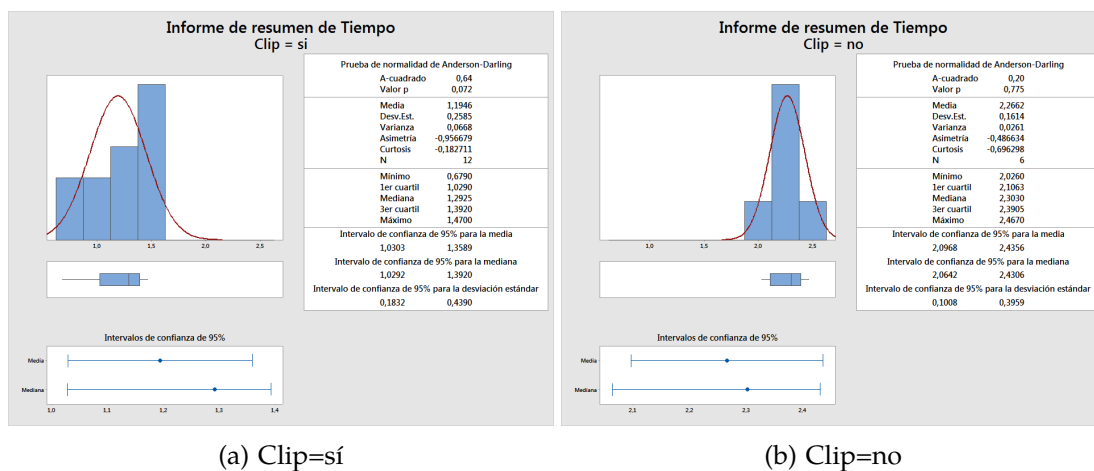 Informe de resumen de Tiempo
Clip = si
Prueba de normalidad de Anderson-Darling
A-cuadrado 0,64
Valor p 0,072
Media 1,1946
Desv.Est. 0,2585
Varianza 0,0668
Asimetría -0,956679
Curtosis -0,182711
N 12
Mínimo 0,6790
1er cuartil 1,0290
Mediana 1,2925
3er cuartil 1,3920
Máximo 1,4700
Intervalo de confianza de 95% para la media
1,0303 1,3589
Intervalo de confianza de 95% para la mediana
1,0292 1,3920
Intervalo de confianza de 95% para la desviación estándar
0,1832 0,4390
1,0 1,5 2,0 2,5
Intervalos de confianza de 95%
Media
Mediana
1,0 1,1 1,2 1,3 1,4
(a) Clip=sí
Informe de resumen de Tiempo
Clip = no
Prueba de normalidad de Anderson-Darling
A-cuadrado 0,20
Valor p 0,775
Media 2,2662
Desv.Est. 0,1614
Varianza 0,0261
Asimetría -0,486634
Curtosis -0,696298
N 6
Mínimo 2,0260
1er cuartil 2,1063
Mediana 2,3030
3er cuartil 2,3905
Máximo 2,4670
Intervalo de confianza de 95% para la media
2,0968 2,4356
Intervalo de confianza de 95% para la mediana
2,0642 2,4306
Intervalo de confianza de 95% para la desviación estándar
0,1008 0,3959
1,0 1,5 2,0 2,5
Intervalos de confianza de 95%
Media
Mediana
2,1 2,2 2,3 2,4
(b) Clip=no